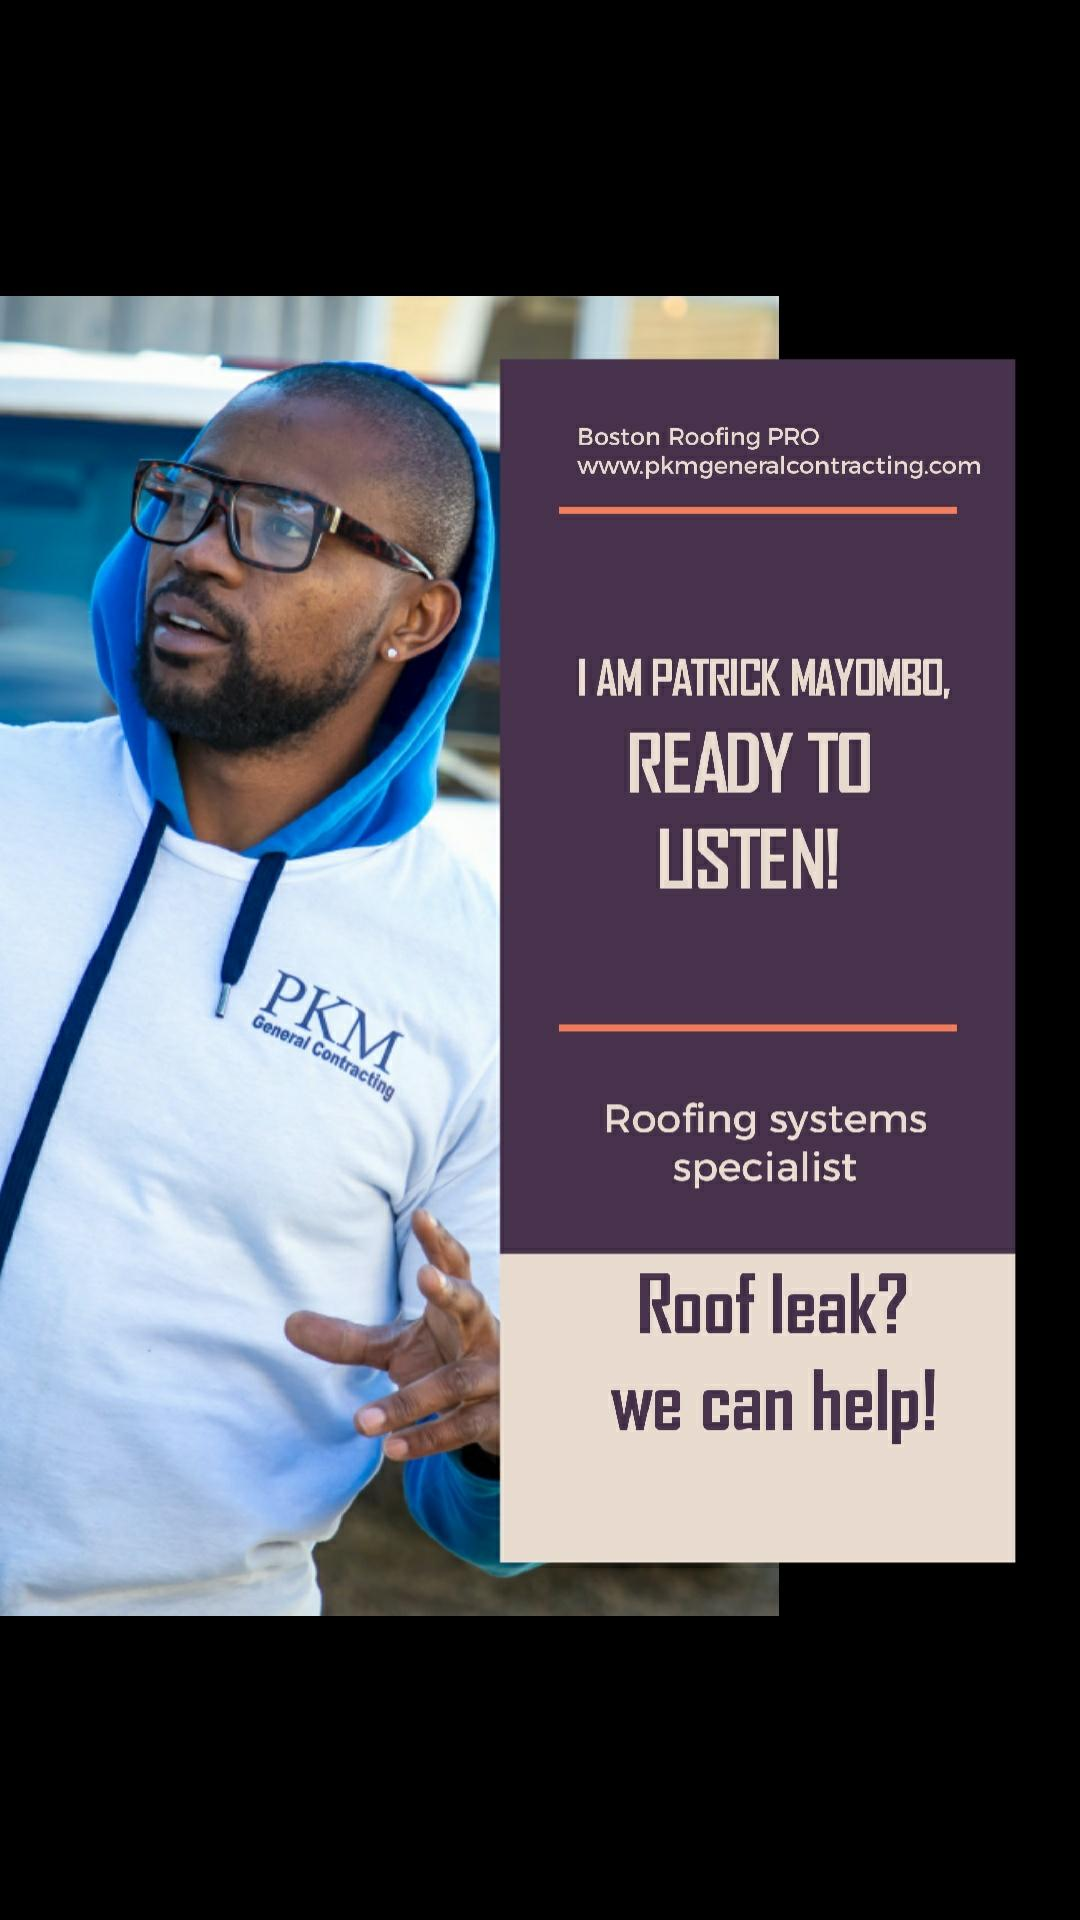 Boston Roofing PRO
www.pkmgeneralcontracting.com
I AM PATRICK MAYOMBO,
READY TO
LISTEN!
PKM
General Contracting
Roofing systems
specialist
Roof leak?
we can help!